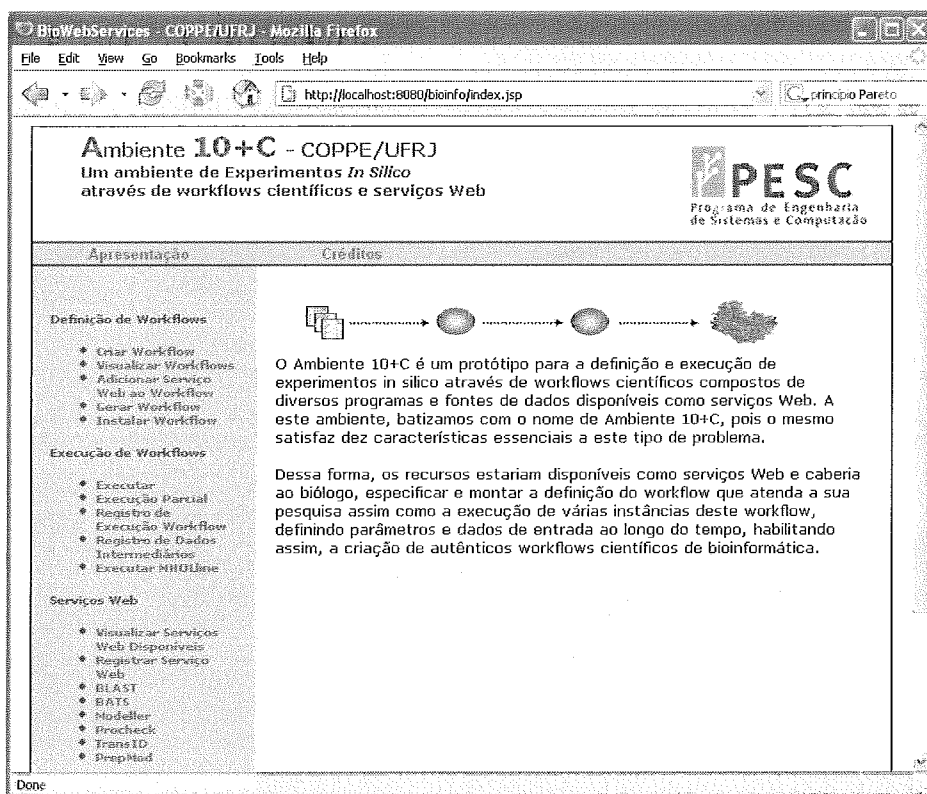 BioWebServices - COPPE/UFRJ - Mozilla Firefox
File Edit View Go Bookmarks Tools Help
http://localhost:8080/bioinfo/index.jsp
principio Pareto
Ambiente 10+C - COPPE/UFRJ
Um ambiente de Experimentos In Silico
através de workflows científicos e serviços Web
PESC
Programa de Engenharia
de Sistemas e Computação
Apresentação Créditos
Definição de Workflows
Criar Workflow
Visualizar Workflows
Adicionar Serviço
Web ao Workflow
Gerar Workflow
Instalar Workflow
Execução de Workflows
Executar
Execução Parcial
Registro de
Execução Workflow
Registro de Dados
Intermediários
Executar MHOLline
Serviços Web
Visualizar Serviços
Web Disponíveis
Registrar Serviço
Web
BLAST
BATS
Modeller
Procheck
TransID
PrepMod
O Ambiente 10+C é um protótipo para a definição e execução de
experimentos in silico através de workflows científicos compostos de
diversos programas e fontes de dados disponíveis como serviços Web. A
este ambiente, batizamos com o nome de Ambiente 10+C, pois o mesmo
satisfaz dez características essenciais a este tipo de problema.
Dessa forma, os recursos estariam disponíveis como serviços Web e caberia
ao biólogo, especificar e montar a definição do workflow que atenda a sua
pesquisa assim como a execução de várias instâncias deste workflow,
definindo parâmetros e dados de entrada ao longo do tempo, habilitando
assim, a criação de autênticos workflows científicos de bioinformática.
Done